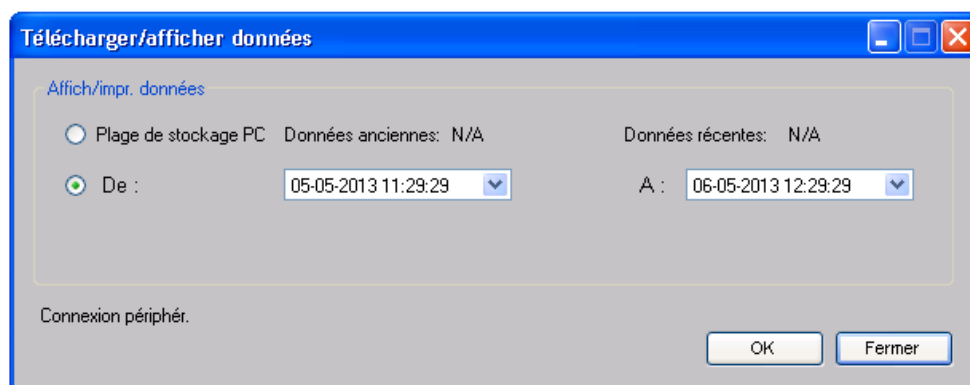 Télécharger/afficher données
Affich/impr. données
Plage de stockage PC Données anciennes: N/A Données récentes: N/A
De : 05-05-2013 11:29:29 A : 06-05-2013 12:29:29
Connexion périphér.
OK Fermer